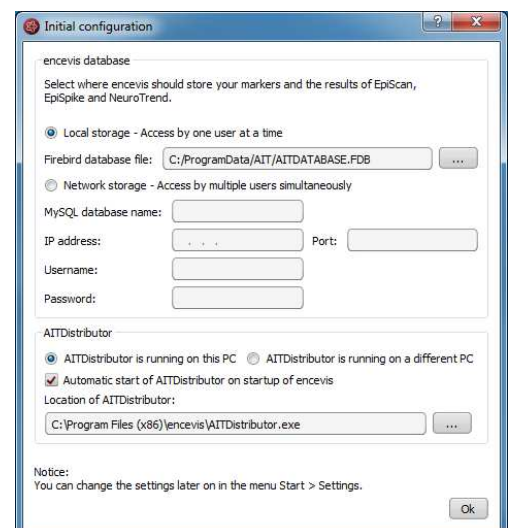 Initial configuration
encevis database
Select where encevis should store your markers and the results of EpiScan,
EpiSpike and NeuroTrend.
Local storage - Access by one user at a time
Firebird database file: C:/ProgramData/AIT/AITDATABASE.FDB ...
Network storage - Access by multiple users simultaneously
MySQL database name:
IP address: . . . Port:
Username:
Password:
AITDistributor
AITDistributor is running on this PC AITDistributor is running on a different PC
Automatic start of AITDistributor on startup of encevis
Location of AITDistributor:
C:\Program Files (x86)\encevis\AITDistributor.exe ...
Notice:
You can change the settings later on in the menu Start > Settings.
Ok